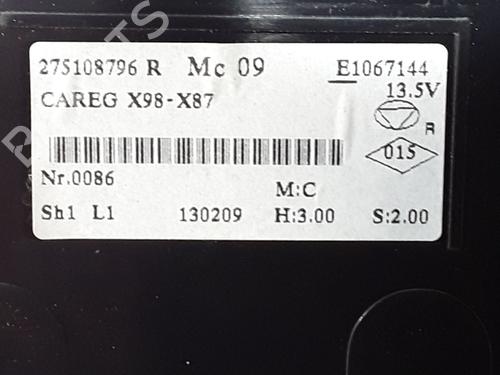 275108796 R Mc 09 E1067144
CAREG X98-X87 13.5V
R
015
Nr.0086
M:C
Sh1 L1 130209 H:3.00 S:2.00